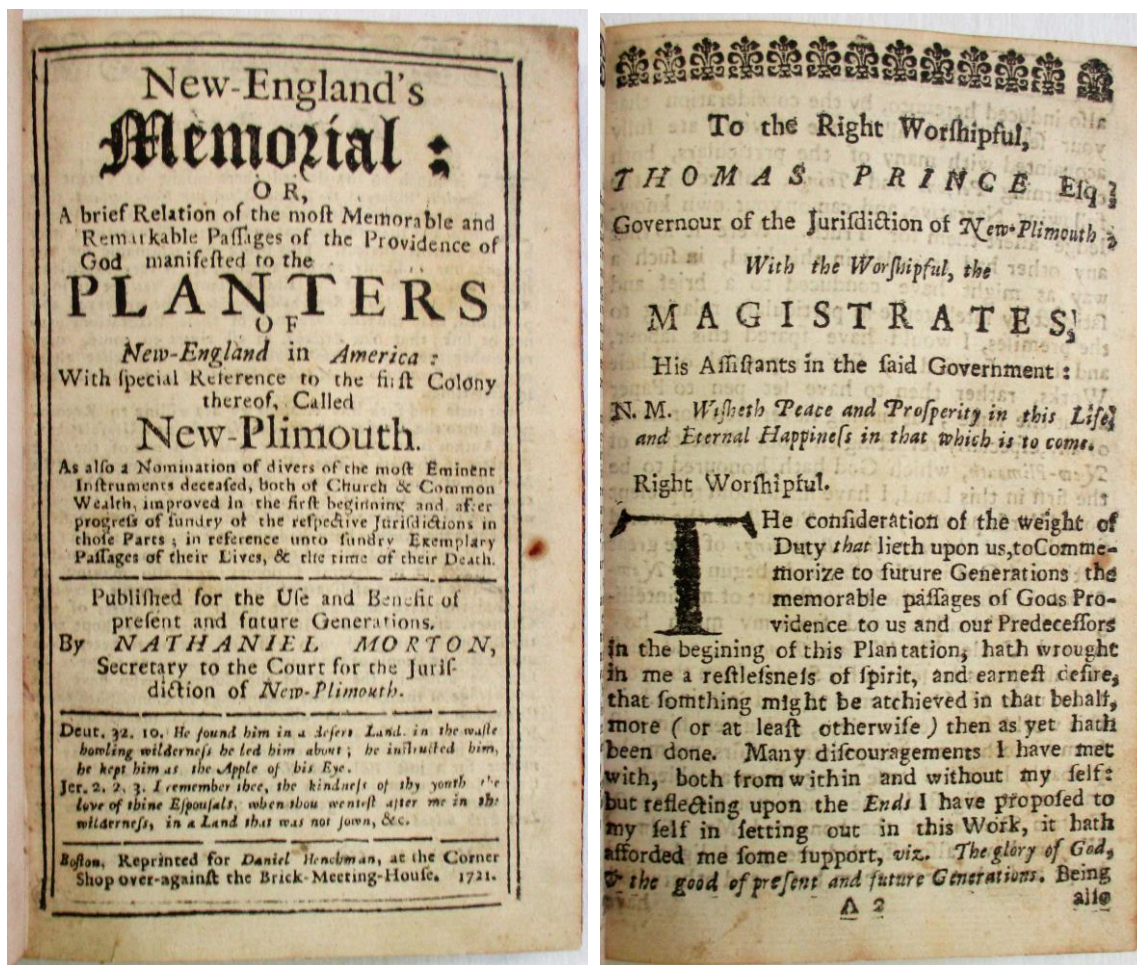 New-England's
Memorial :
OR,
A brief Relation of the moſt Memorable and
Remarkable Paſſages of the Providence of
God manifeſted to the
PLANTERS
OF
New-England in America :
With ſpecial Reference to the firſt Colony
thereof, Called
New-Plimouth.
As alſo a Nomination of divers of the moſt Eminent
Inſtruments deceaſed, both of Church & Common
Wealth, improved in the firſt beginning and after
progreſs of ſundry of the reſpective Juriſdictions in
thoſe Parts ; in reference unto ſundry Exemplary
Paſſages of their Lives, & the time of their Death.
Publiſhed for the Uſe and Benefit of
preſent and future Generations.
By NATHANIEL MORTON,
Secretary to the Court for the Juriſ-
diction of New-Plimouth.
Deut. 32. 10. He found him in a deſert Land. in the waſte
howling wilderneſs he led him about ; he inſtructed him,
he kept him as the Apple of his Eye.
Jer. 2. 2, 3. I remember thee, the kindneſs of thy youth the
love of thine Eſpouſals, when thou wenteſt after me in the
wilderneſs, in a Land that was not ſown, &c.
Boſton, Reprinted for Daniel Henchman, at the Corner
Shop over-againſt the Brick-Meeting-Houſe. 1721.
To the Right Worſhipful,
THOMAS PRINCE Eſq;
Governour of the Juriſdiction of New-Plimouth ;
With the Worſhipful, the
MAGISTRATES,
His Aſſiſtants in the ſaid Government :
N. M. Wiſheth Peace and Proſperity in this Life,
and Eternal Happineſs in that which is to come.
Right Worſhipful.
THe conſideration of the weight of
Duty that lieth upon us,toComme-
morize to future Generations the
memorable paſſages of Gods Pro-
vidence to us and our Predeceſſors
in the begining of this Plantation, hath wrought
in me a reſtleſsneſs of ſpirit, and earneſt deſire,
that ſomthing might be atchieved in that behalf,
more ( or at leaſt otherwiſe ) then as yet hath
been done. Many diſcouragements I have met
with, both from within and without my ſelf:
but reflecting upon the Ends I have propoſed to
my ſelf in ſetting out in this Work, it hath
afforded me ſome ſupport, viz. The glory of God,
& the good of preſent and future Generations. Being
A 2 alſo